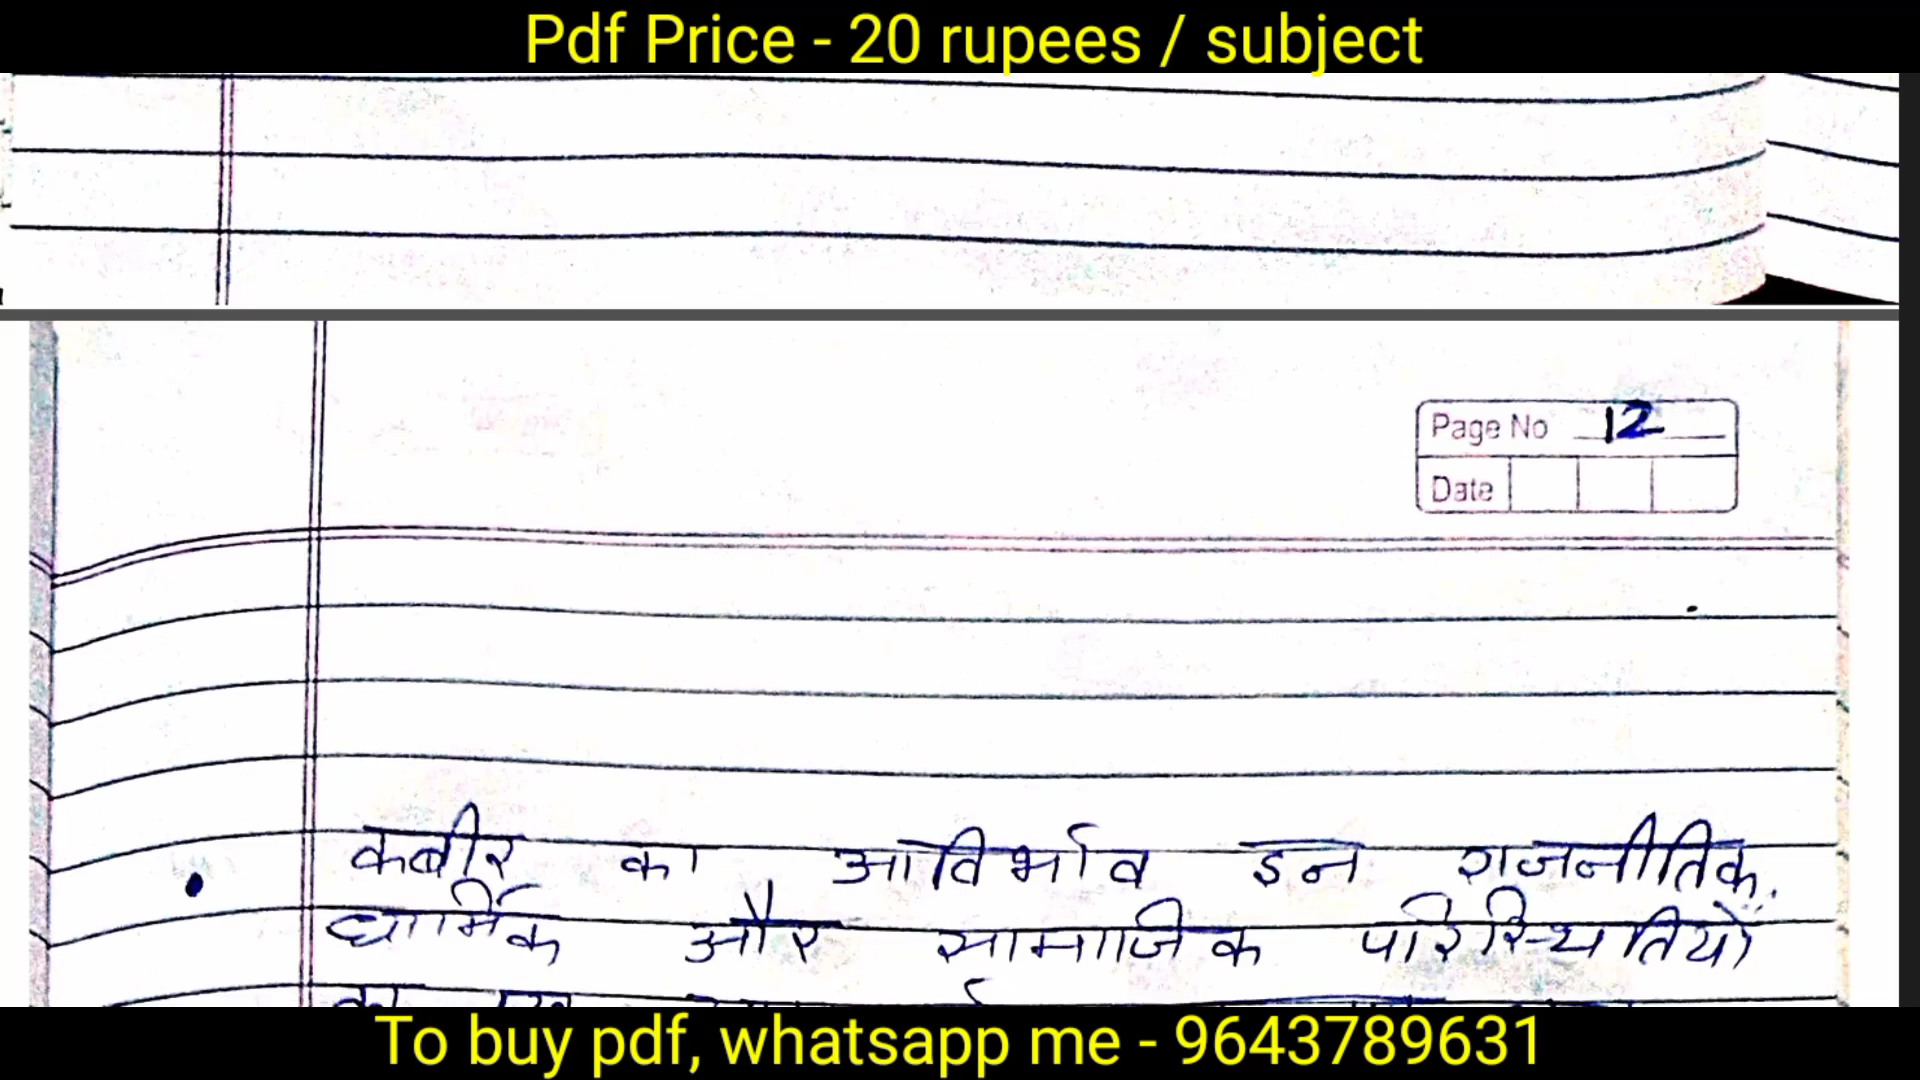 Pdf Price - 20 rupees / subject
Page No 12
Date
कबीर का आविर्भाव इन राजनीतिक,
धार्मिक और सामाजिक परिस्थितियों
To buy pdf, whatsapp me - 9643789631